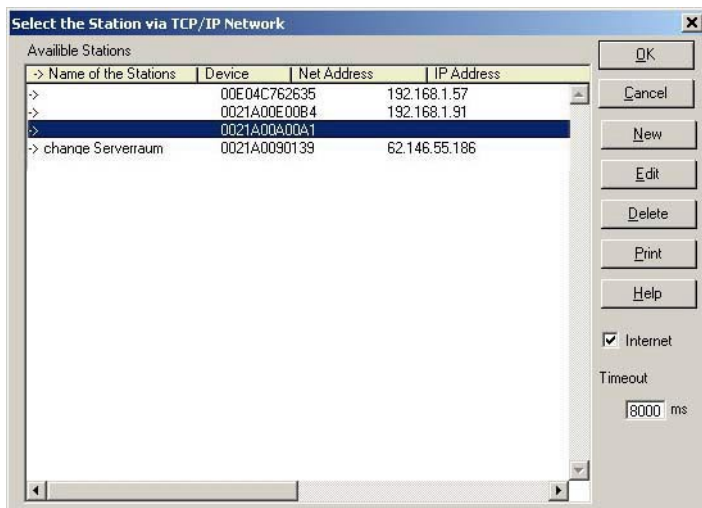 Select the Station via TCP/IP Network
Availible Stations
-> Name of the Stations | Device | Net Address | IP Address
-> 00E04C762635 192.168.1.57
-> 0021A00E00B4 192.168.1.91
-> 0021A00A00A1
-> change Serverraum 0021A0090139 62.146.55.186
OK
Cancel
New
Edit
Delete
Print
Help
Internet
Timeout
8000 ms